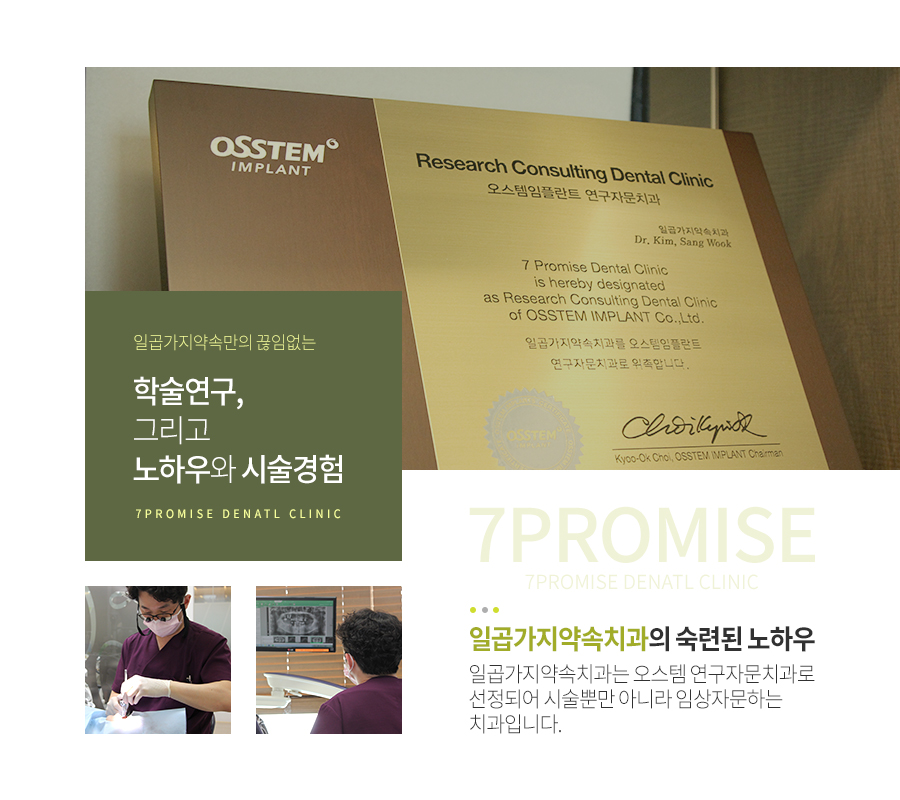 OSSTEM
IMPLANT
Research Consulting Dental Clinic
오스템임플란트 연구자문치과
일곱가지약속치과
Dr. Kim, Sang Wook
7 Promise Dental Clinic
is hereby designated
as Research Consulting Dental Clinic
of OSSTEM IMPLANT Co.,Ltd.
일곱가지약속치과를 오스템임플란트
연구자문치과로 위촉합니다.
OSSTEM
Kyoo-Ok Choi, OSSTEM IMPLANT Chairman
일곱가지약속만의 끊임없는
학술연구,
그리고
노하우와 시술경험
7PROMISE DENATL CLINIC
7PROMISE
7PROMISE DENATL CLINIC
일곱가지약속치과의 숙련된 노하우
일곱가지약속치과는 오스템 연구자문치과로
선정되어 시술뿐만 아니라 임상자문하는
치과입니다.